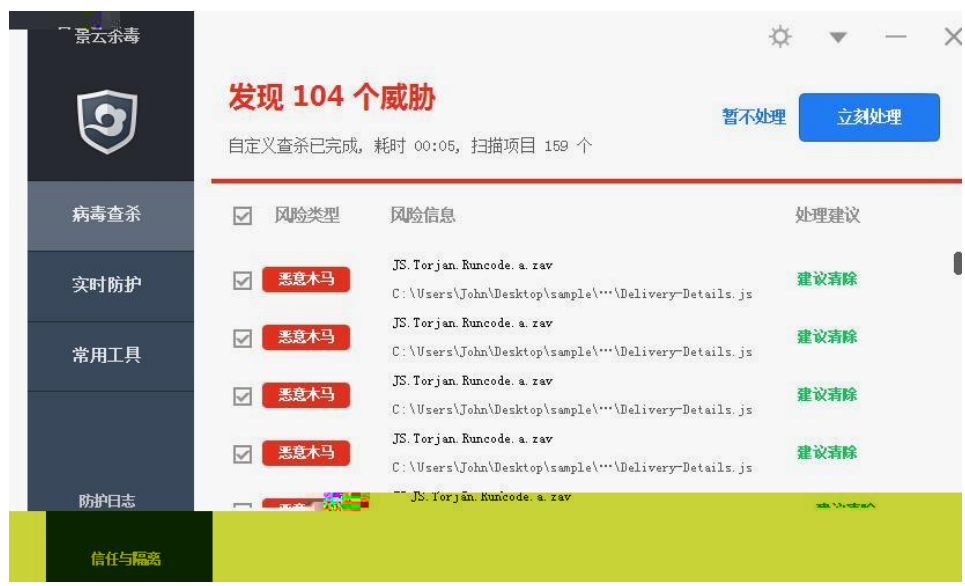 景云杀毒
发现 104 个威胁
自定义查杀已完成, 耗时 00:05, 扫描项目 159 个
暂不处理
立刻处理
病毒查杀
实时防护
常用工具
防护日志
信任与隔离
风险类型 风险信息 处理建议
恶意木马 JS.Torjan.Runcode.a.zav 建议清除
C:\Users\John\Desktop\sample\···\Delivery-Details.js
恶意木马 JS.Torjan.Runcode.a.zav 建议清除
C:\Users\John\Desktop\sample\···\Delivery-Details.js
恶意木马 JS.Torjan.Runcode.a.zav 建议清除
C:\Users\John\Desktop\sample\···\Delivery-Details.js
恶意木马 JS.Torjan.Runcode.a.zav 建议清除
C:\Users\John\Desktop\sample\···\Delivery-Details.js
JS.Torjan.Runcode.a.zav